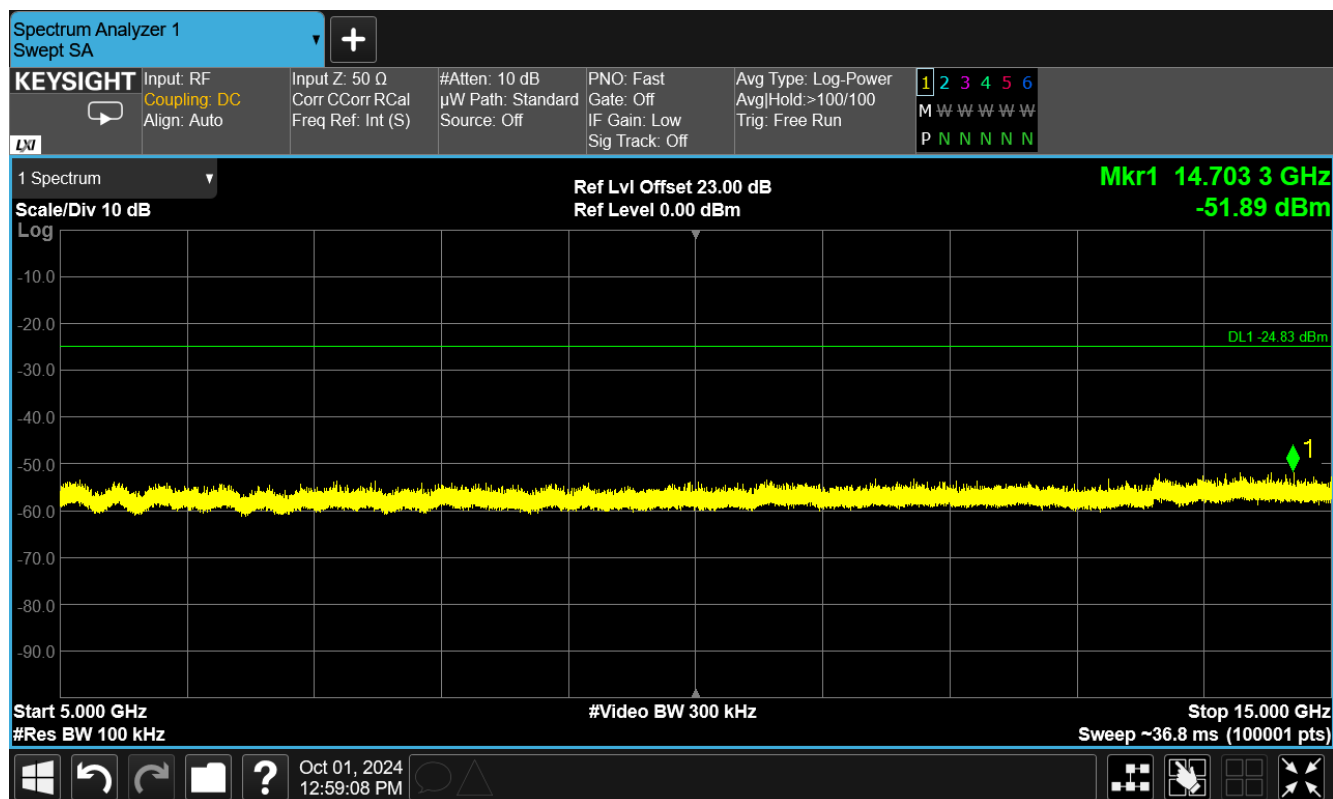 Spectrum Analyzer 1
Swept SA
KEYSIGHT
LXI
Input: RF
Coupling: DC
Align: Auto
Input Z: 50 Ω
Corr CCorr RCal
Freq Ref: Int (S)
#Atten: 10 dB
µW Path: Standard
Source: Off
PNO: Fast
Gate: Off
IF Gain: Low
Sig Track: Off
Avg Type: Log-Power
Avg|Hold:>100/100
Trig: Free Run
1 2 3 4 5 6
M W W W W W
P N N N N N
1 Spectrum
Scale/Div 10 dB
Log
Ref Lvl Offset 23.00 dB
Ref Level 0.00 dBm
Mkr1 14.703 3 GHz
-51.89 dBm
-10.0
-20.0
DL1 -24.83 dBm
-30.0
-40.0
1
-50.0
-60.0
-70.0
-80.0
-90.0
Start 5.000 GHz
#Video BW 300 kHz
Stop 15.000 GHz
#Res BW 100 kHz
Sweep ~36.8 ms (100001 pts)
?
Oct 01, 2024
12:59:08 PM